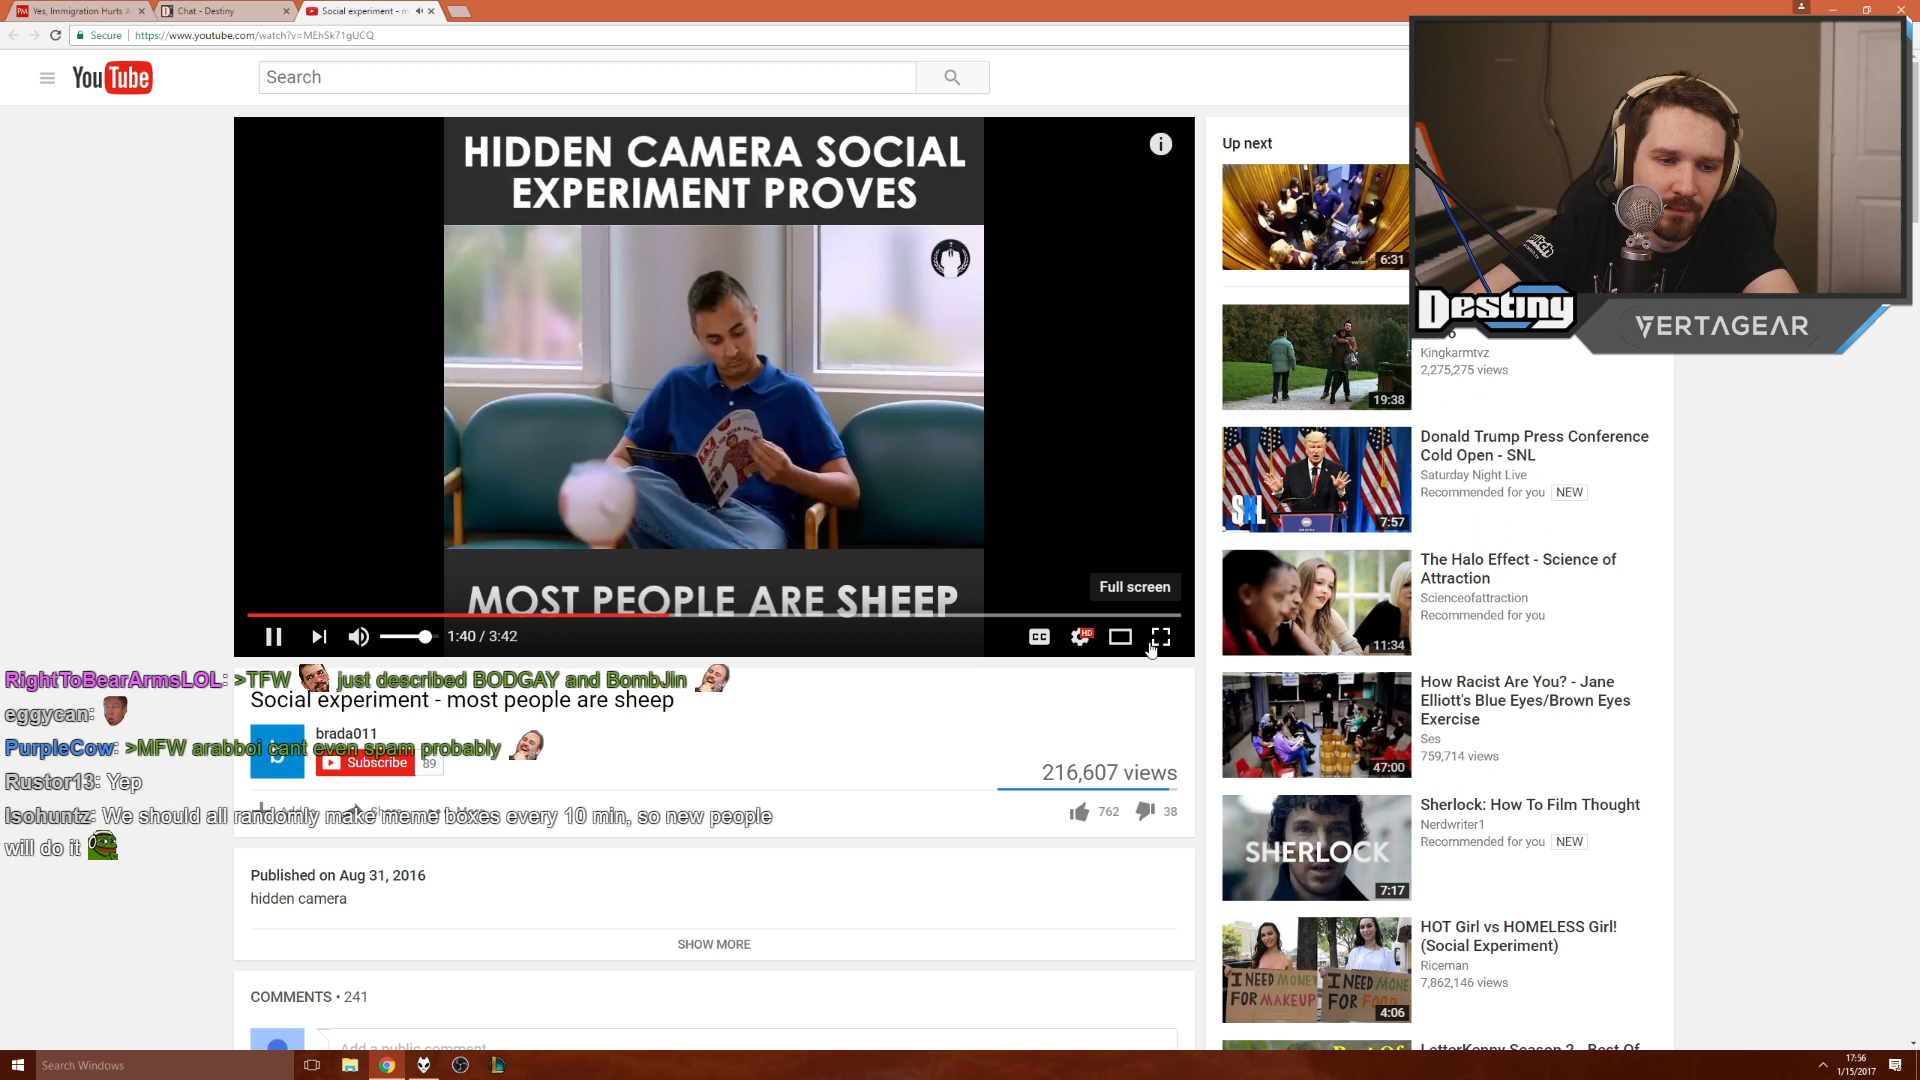 Yes, Immigration Hurts
Chat - Destiny
Social experiment - m
Secure
https://www.youtube.com/watch?v=MEhSk71gUCQ
YouTube
Search
HIDDEN CAMERA SOCIAL
EXPERIMENT PROVES
MOST PEOPLE ARE SHEEP
Full screen
1:40 / 3:42
CC
HD
RightToBearArmsLOL: >TFW just described BODGAY and BombJin
eggycan:
PurpleCow: >MFW arabboi cant even spam probably
Rustor13: Yep
Isohuntz: We should all randomly make meme boxes every 10 min, so new people
will do it
Social experiment - most people are sheep
brada011
Subscribe 89
216,607 views
762 38
Published on Aug 31, 2016
hidden camera
SHOW MORE
COMMENTS • 241
Add a public comment
Up next
6:31
Kingkarmtvz
2,275,275 views
19:38
Donald Trump Press Conference
Cold Open - SNL
Saturday Night Live
Recommended for you NEW
SNL
7:57
The Halo Effect - Science of
Attraction
Scienceofattraction
Recommended for you
11:34
How Racist Are You? - Jane
Elliott's Blue Eyes/Brown Eyes
Exercise
Ses
759,714 views
47:00
Sherlock: How To Film Thought
Nerdwriter1
Recommended for you NEW
SHERLOCK
7:17
HOT Girl vs HOMELESS Girl!
(Social Experiment)
Riceman
7,862,146 views
I NEED MONEY
FOR MAKEUP
I NEED MONE
FOR FOOD
4:06
LetterKenny Season 2 - Best Of
Destiny
VERTAGEAR
Search Windows
17:56
1/15/2017